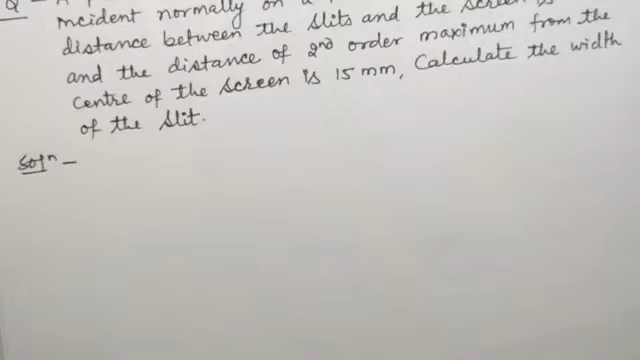 Q -
incident normally on a
distance between the slits and the screen is
and the distance of 2nd order maximum from the
centre of the screen is 15 mm, Calculate the width
of the slit.
Solⁿ -